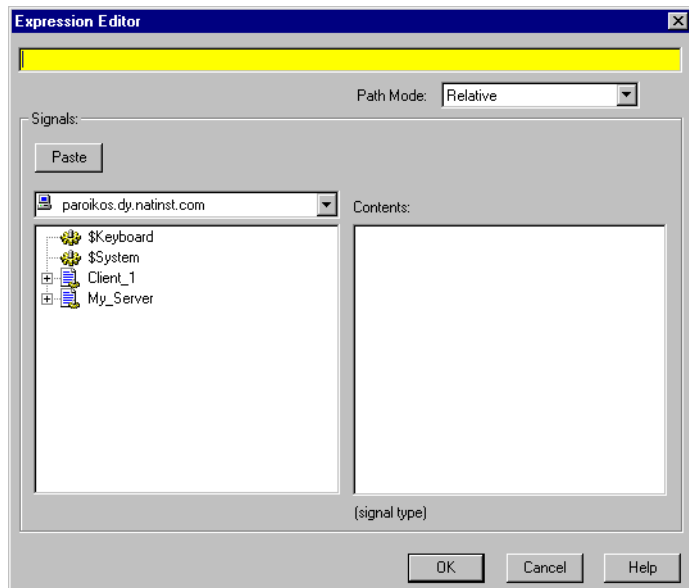 Expression Editor
Path Mode: Relative
Signals:
Paste
paroikos.dy.natinst.com
Contents:
$Keyboard
$System
Client_1
My_Server
(signal type)
OK Cancel Help